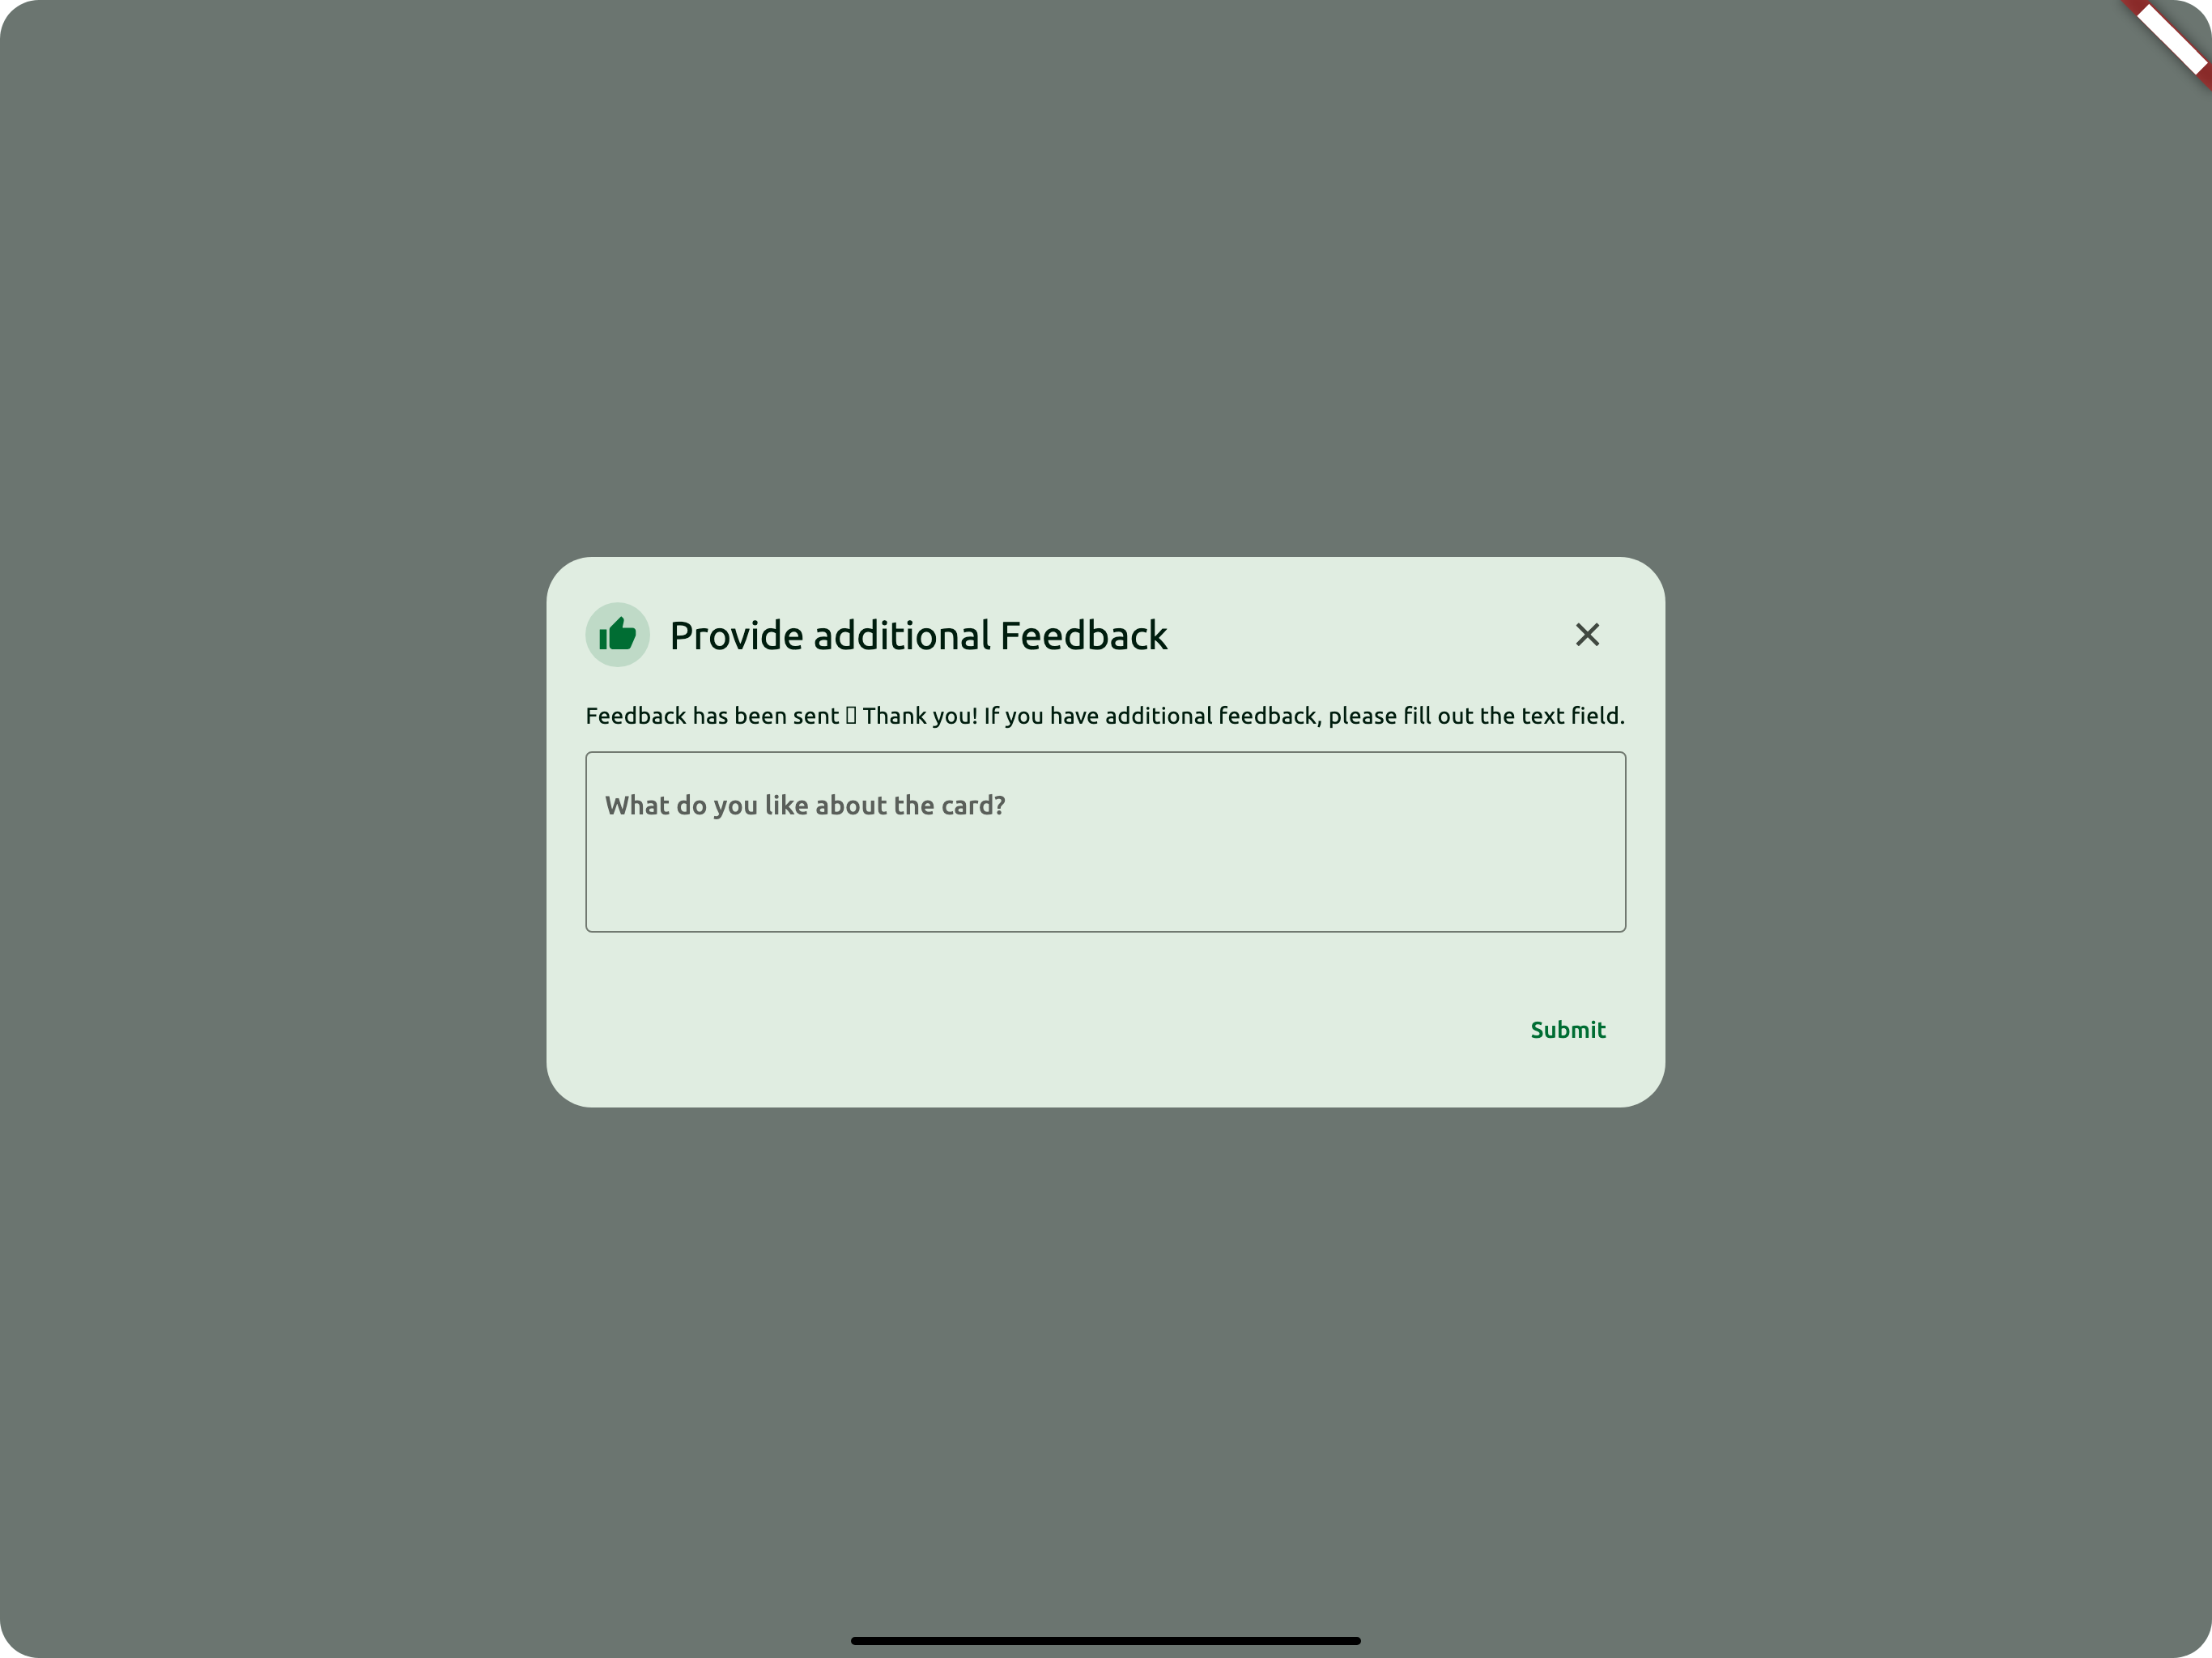 Provide additional Feedback
Feedback has been sent ▯ Thank you! If you have additional feedback, please fill out the text field.
What do you like about the card?
Submit